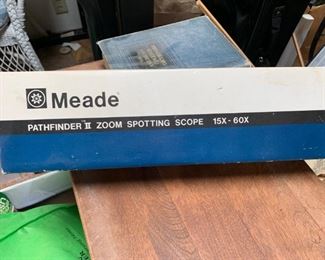 Meade®
PATHFINDER II ZOOM SPOTTING SCOPE 15X-60X